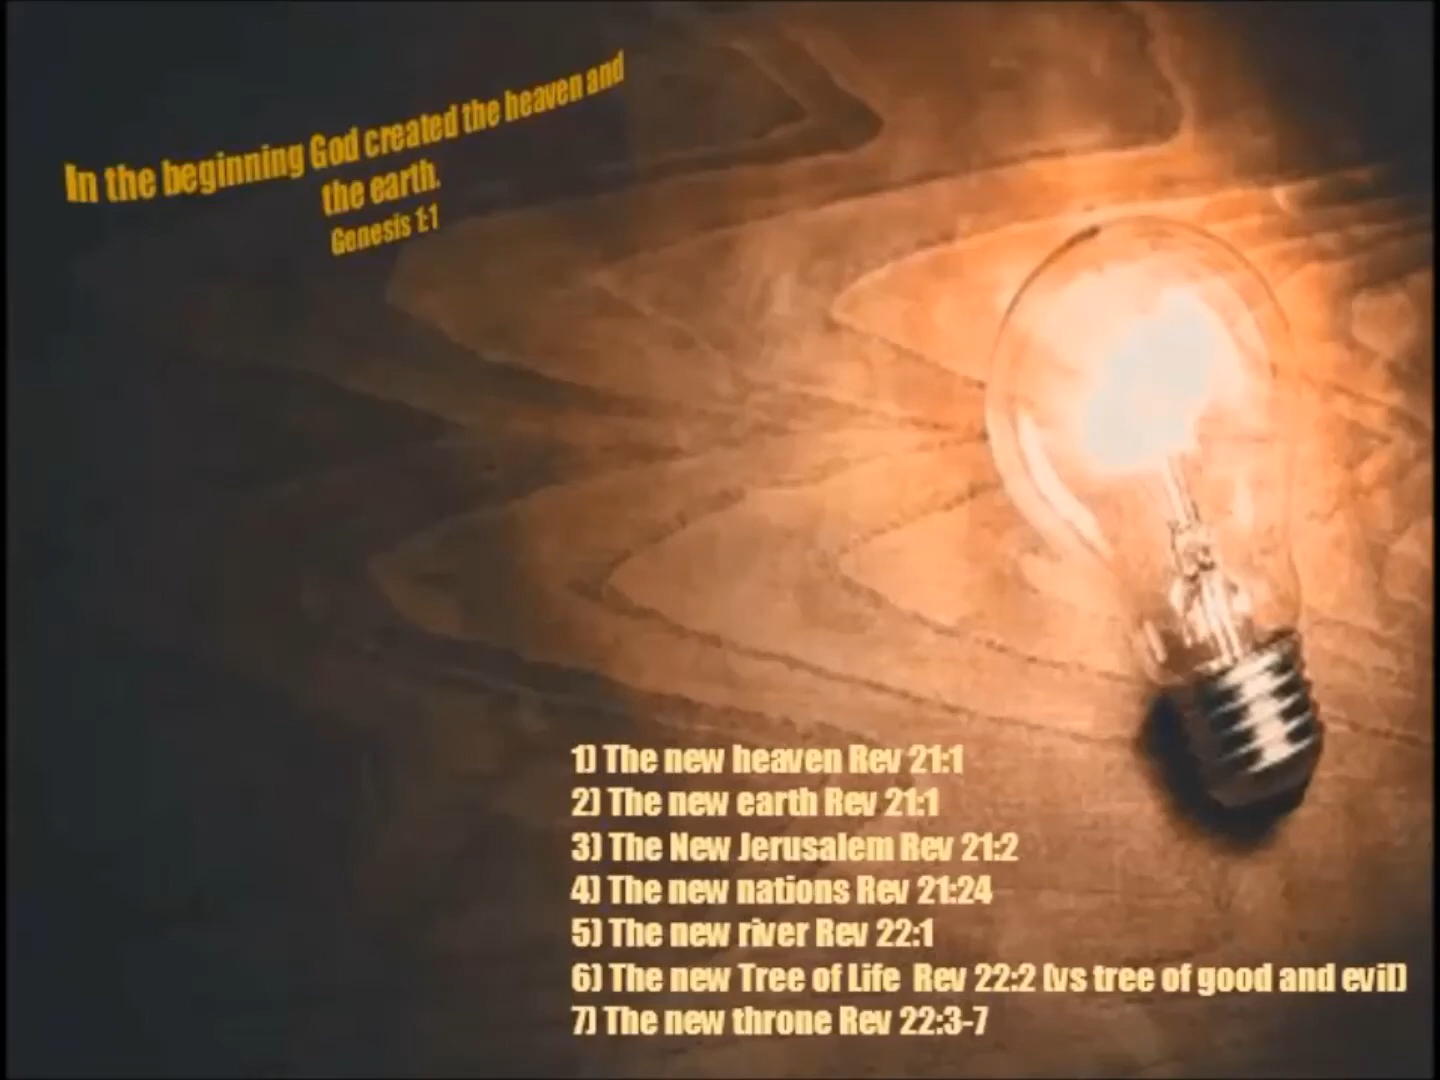 In the beginning God created the heaven and
the earth.
Genesis 1:1
1) The new heaven Rev 21:1
2) The new earth Rev 21:1
3) The New Jerusalem Rev 21:2
4) The new nations Rev 21:24
5) The new river Rev 22:1
6) The new Tree of Life Rev 22:2 (vs tree of good and evil)
7) The new throne Rev 22:3-7